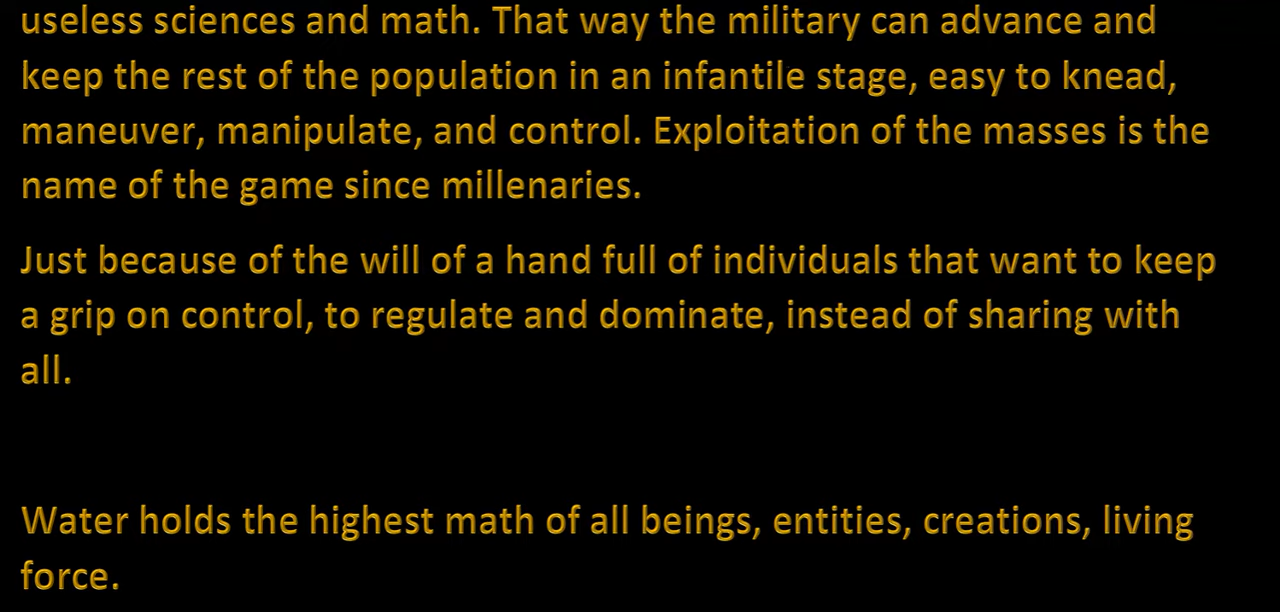 useless sciences and math. That way the military can advance and
keep the rest of the population in an infantile stage, easy to knead,
maneuver, manipulate, and control. Exploitation of the masses is the
name of the game since millenaries.
Just because of the will of a hand full of individuals that want to keep
a grip on control, to regulate and dominate, instead of sharing with
all.
Water holds the highest math of all beings, entities, creations, living
force.